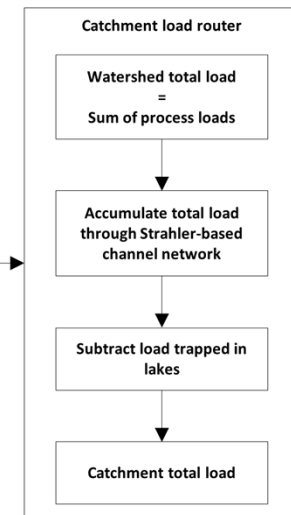 Catchment load router
Watershed total load
=
Sum of process loads
Accumulate total load
through Strahler-based
channel network
Subtract load trapped in
lakes
Catchment total load